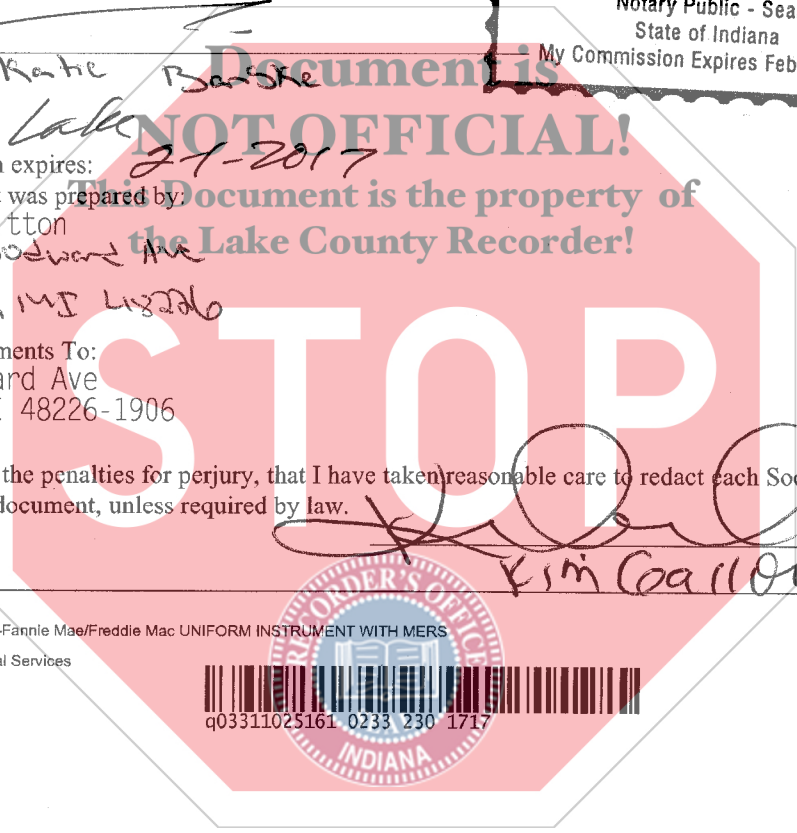 Notary Public - Sea
State of Indiana
My Commission Expires Feb
Document is
Katie
NOT OFFICIAL!
Lake
n expires: 2-1-2017
This Document is the property of
t was prepared by:
tton
the Lake County Recorder!
oodward Ave
, MI 48226
STOP
ments To:
ard Ave
I 48226-1906
the penalties for perjury, that I have taken reasonable care to redact each Soc
document, unless required by law.
Kim
RECORDER'S OFFICE
-Fannie Mae/Freddie Mac UNIFORM INSTRUMENT WITH MERS
al Services
q03311025161 0233 230 1717
INDIANA